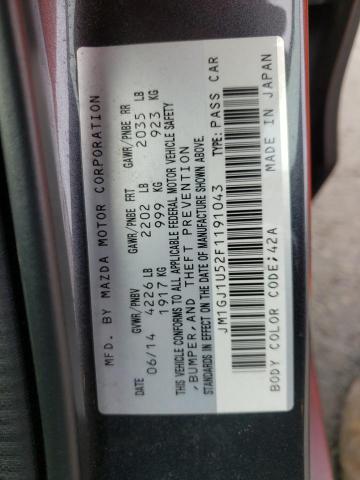 MFD. BY MAZDA MOTOR CORPORATION
DATE GVWR/PNBV GAWR/PNBE FRT GAWR/PNBE RR
06/14 4226 LB 2202 LB 2035 LB
1917 KG 999 KG 923 KG
THIS VEHICLE CONFORMS TO ALL APPLICABLE FEDERAL MOTOR VEHICLE SAFETY
,BUMPER,AND THEFT PREVENTION
STANDARDS IN EFFECT ON THE DATE OF MANUFACTURE SHOWN ABOVE.
JM1GJ1U52F1191043 TYPE:PASS CAR
BODY COLOR CODE;42A MADE IN JAPAN